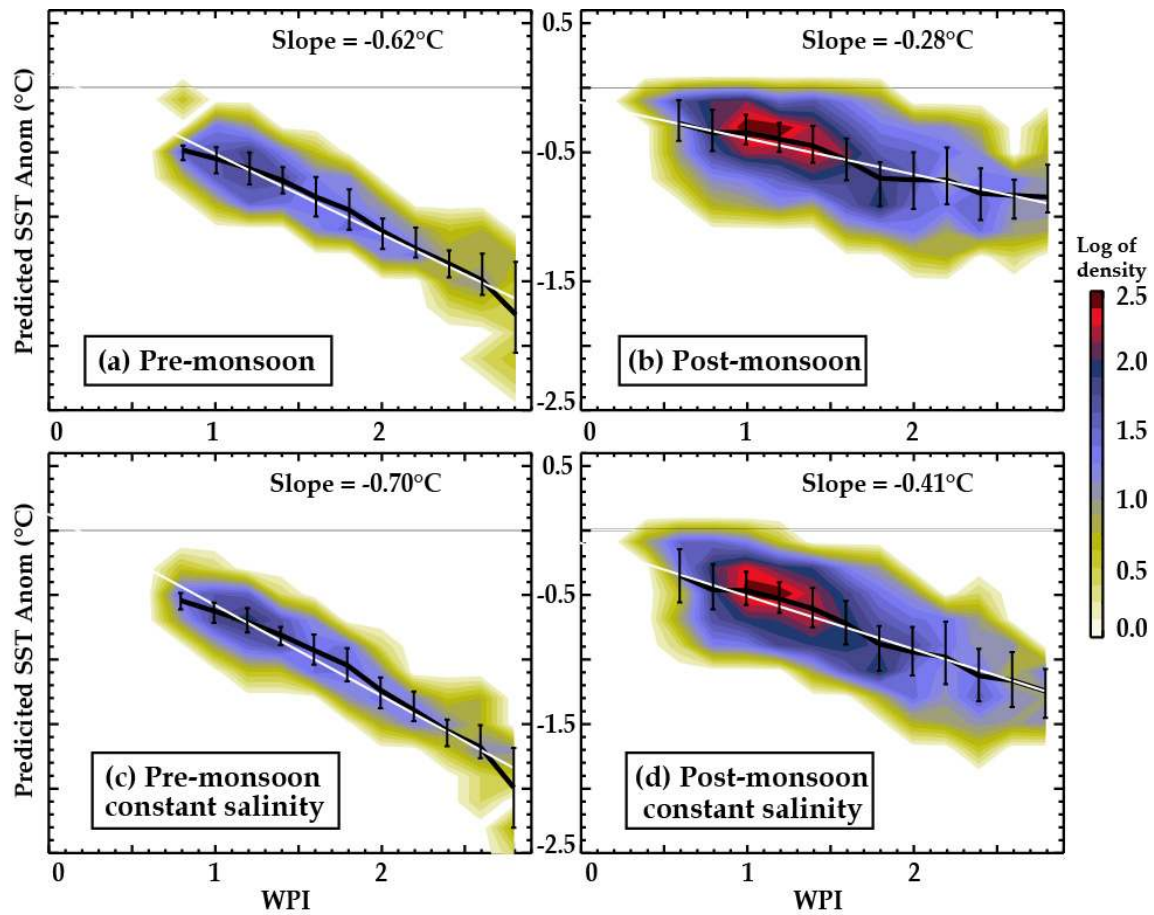 0.5
Slope = -0.62°C
Slope = -0.28°C
Predicted SST Anom (°C)
-0.5
-1.5
-2.5
(a) Pre-monsoon
(b) Post-monsoon
0 1 2
0 1 2
Log of
density
2.5
2.0
1.5
1.0
0.5
0.0
0.5
Slope = -0.70°C
Slope = -0.41°C
Predicited SST Anom (°C)
-0.5
-1.5
-2.5
(c) Pre-monsoon
constant salinity
(d) Post-monsoon
constant salinity
0 1 2
0 1 2
WPI
WPI